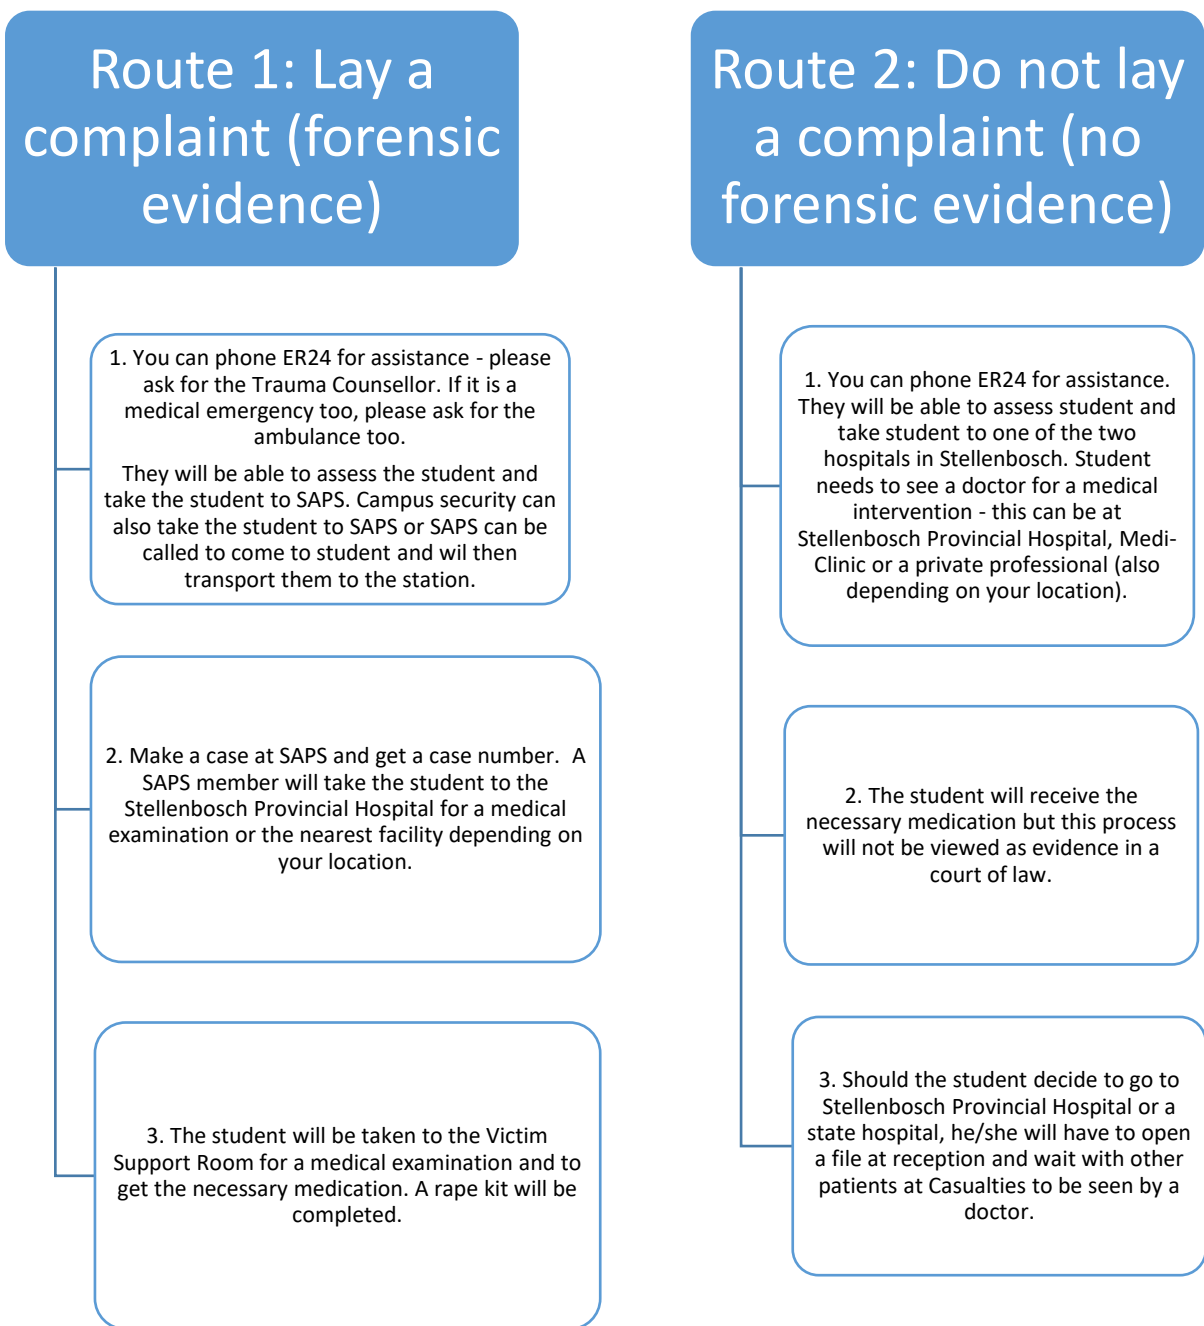 Route 1: Lay a
complaint (forensic
evidence)
1. You can phone ER24 for assistance - please
ask for the Trauma Counsellor. If it is a
medical emergency too, please ask for the
ambulance too.
They will be able to assess the student and
take the student to SAPS. Campus security can
also take the student to SAPS or SAPS can be
called to come to student and wil then
transport them to the station.
2. Make a case at SAPS and get a case number. A
SAPS member will take the student to the
Stellenbosch Provincial Hospital for a medical
examination or the nearest facility depending on
your location.
3. The student will be taken to the Victim
Support Room for a medical examination and to
get the necessary medication. A rape kit will be
completed.
Route 2: Do not lay
a complaint (no
forensic evidence)
1. You can phone ER24 for assistance.
They will be able to assess student and
take student to one of the two
hospitals in Stellenbosch. Student
needs to see a doctor for a medical
intervention - this can be at
Stellenbosch Provincial Hospital, Medi-
Clinic or a private professional (also
depending on your location).
2. The student will receive the
necessary medication but this process
will not be viewed as evidence in a
court of law.
3. Should the student decide to go to
Stellenbosch Provincial Hospital or a
state hospital, he/she will have to open
a file at reception and wait with other
patients at Casualties to be seen by a
doctor.